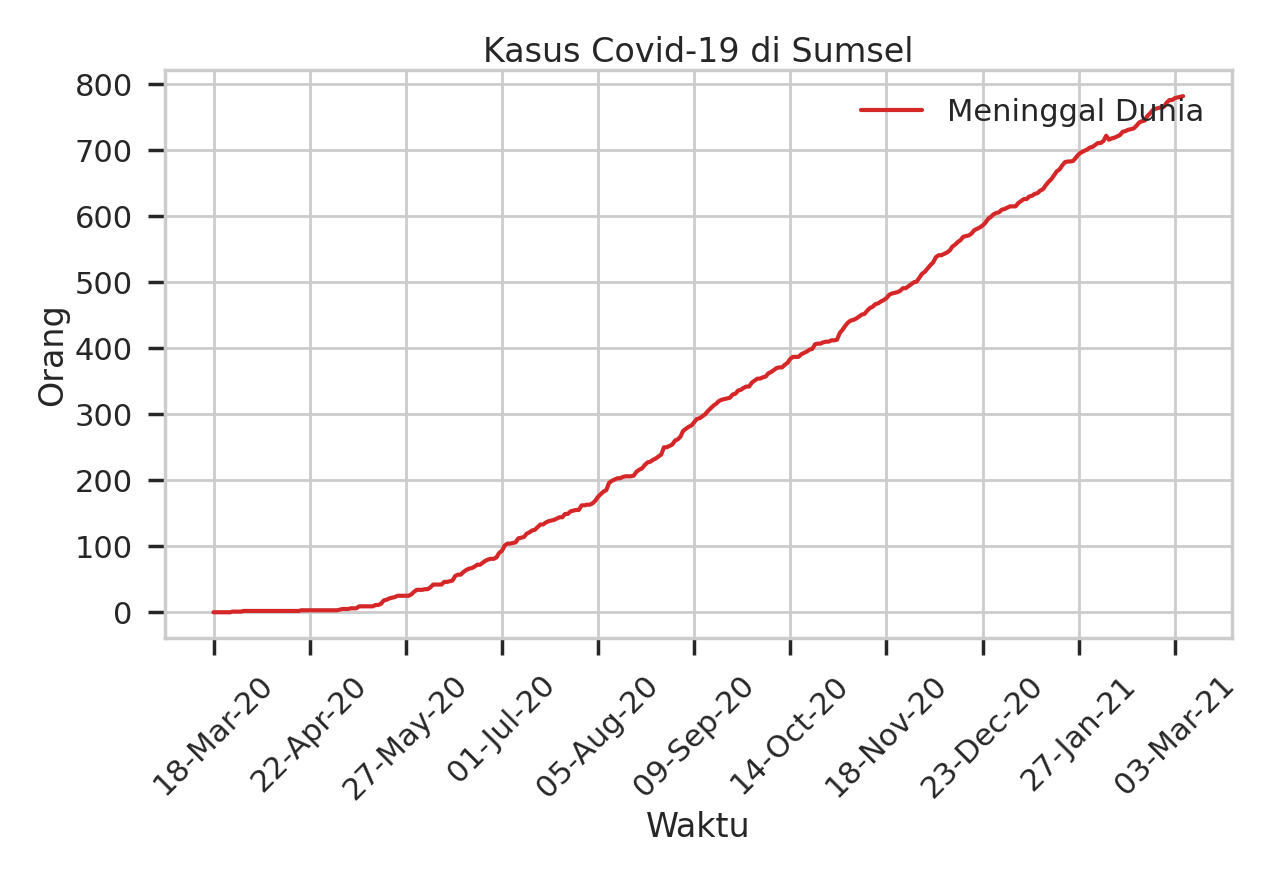 Kasus Covid-19 di Sumsel
Meninggal Dunia
800
700
600
500
400
300
200
100
0
Orang
18-Mar-20
22-Apr-20
27-May-20
01-Jul-20
05-Aug-20
09-Sep-20
14-Oct-20
18-Nov-20
23-Dec-20
27-Jan-21
03-Mar-21
Waktu